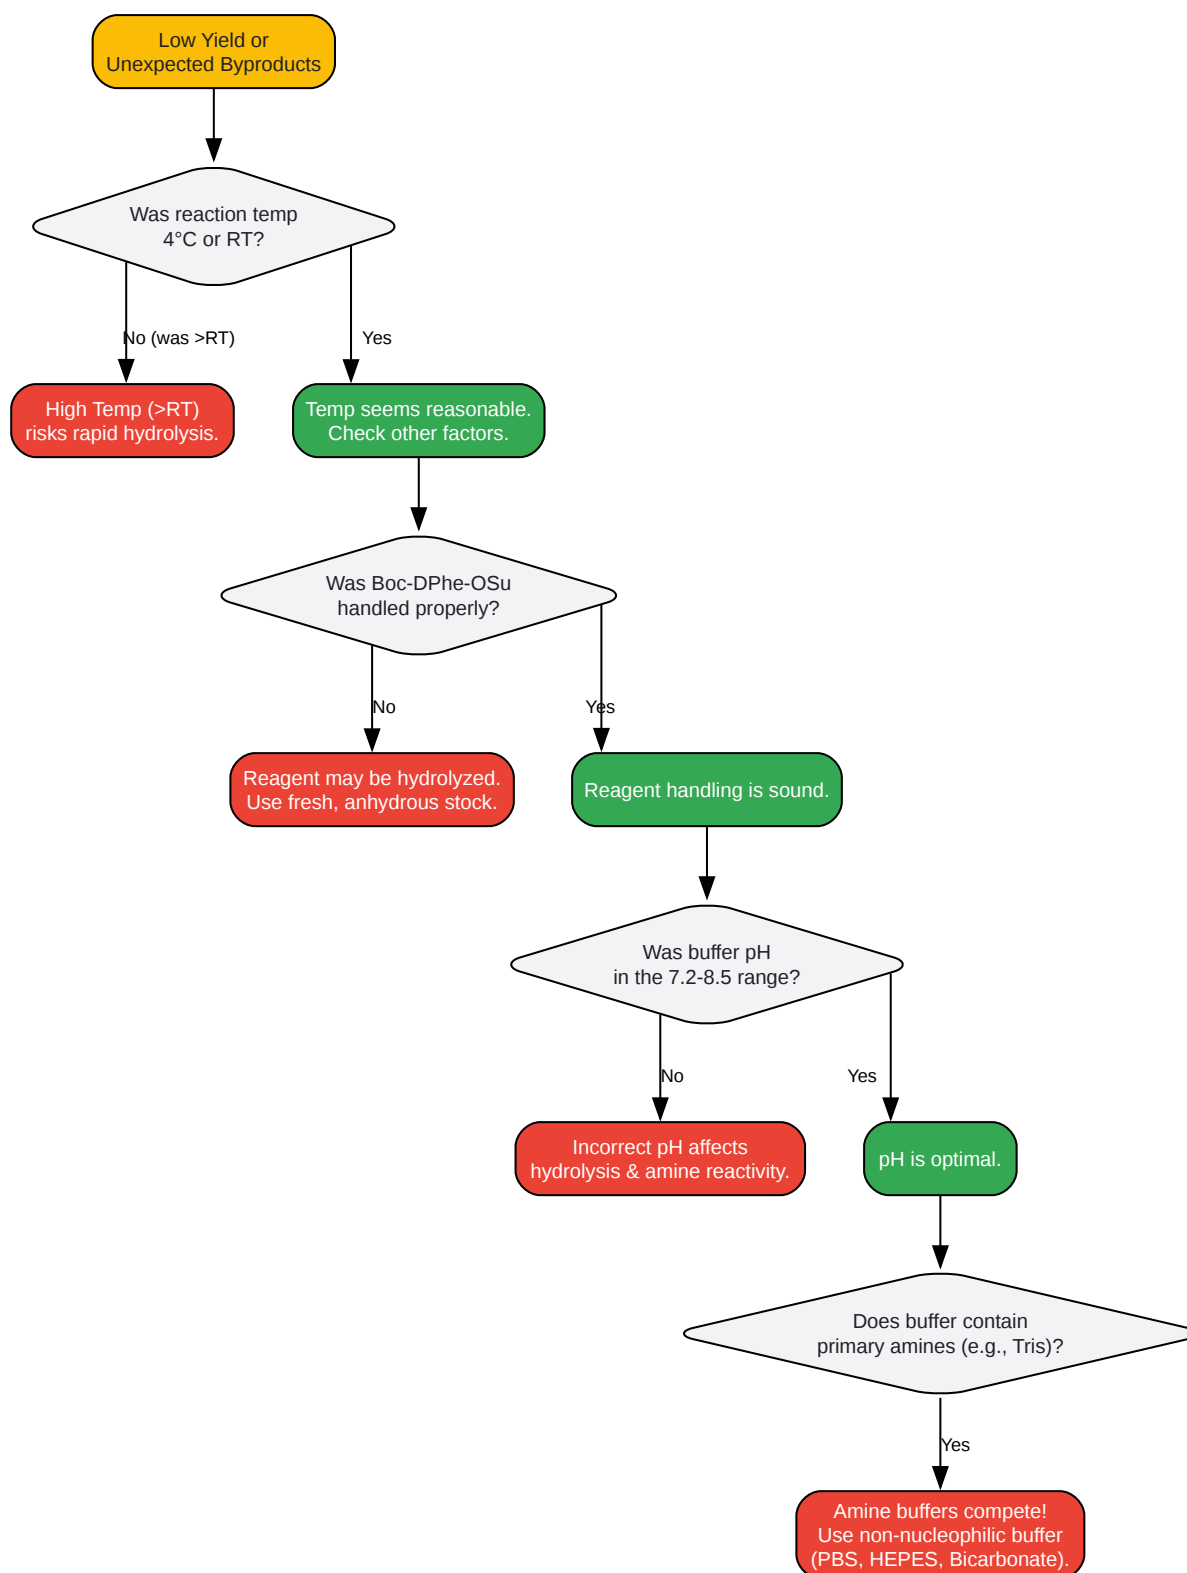 Low Yield or
Unexpected Byproducts
Was reaction temp
4°C or RT?
No (was >RT)
Yes
High Temp (>RT)
risks rapid hydrolysis.
Temp seems reasonable.
Check other factors.
Was Boc-DPhe-OSu
handled properly?
No
Yes
Reagent may be hydrolyzed.
Use fresh, anhydrous stock.
Reagent handling is sound.
Was buffer pH
in the 7.2-8.5 range?
No
Yes
Incorrect pH affects
hydrolysis & amine reactivity.
pH is optimal.
Does buffer contain
primary amines (e.g., Tris)?
Yes
Amine buffers compete!
Use non-nucleophilic buffer
(PBS, HEPES, Bicarbonate).